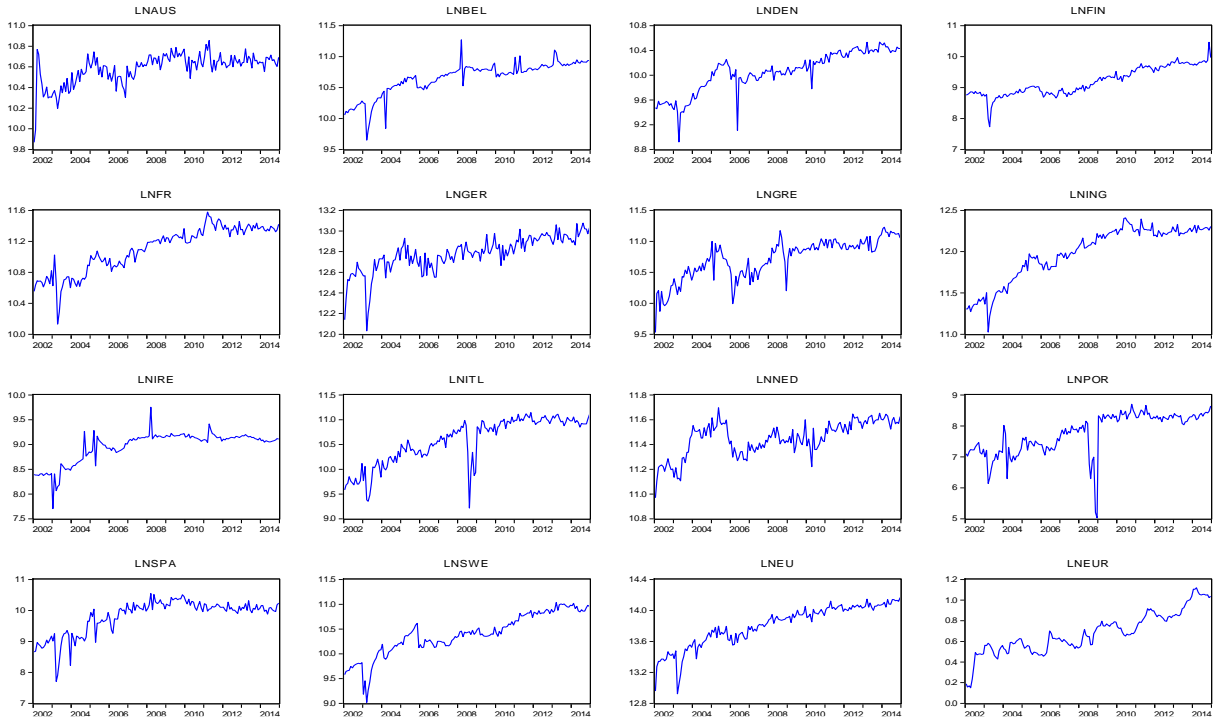 LNAUS LNBEL LNDEN LNFIN
11.0 10.8 10.6 10.4 10.2 10.0 9.8
2002 2004 2006 2008 2010 2012 2014
11.5 11.0 10.5 10.0 9.5
2002 2004 2006 2008 2010 2012 2014
10.8 10.4 10.0 9.6 9.2 8.8
2002 2004 2006 2008 2010 2012 2014
11 10 9 8 7
2002 2004 2006 2008 2010 2012 2014
LNFR LNGER LNGRE LNING
11.6 11.2 10.8 10.4 10.0
2002 2004 2006 2008 2010 2012 2014
13.2 13.0 12.8 12.6 12.4 12.2 12.0
2002 2004 2006 2008 2010 2012 2014
11.5 11.0 10.5 10.0 9.5
2002 2004 2006 2008 2010 2012 2014
12.5 12.0 11.5 11.0
2002 2004 2006 2008 2010 2012 2014
LNIRE LNITL LNNED LNPOR
10.0 9.5 9.0 8.5 8.0 7.5
2002 2004 2006 2008 2010 2012 2014
11.5 11.0 10.5 10.0 9.5 9.0
2002 2004 2006 2008 2010 2012 2014
11.8 11.6 11.4 11.2 11.0 10.8
2002 2004 2006 2008 2010 2012 2014
9 8 7 6 5
2002 2004 2006 2008 2010 2012 2014
LNSPA LNSWE LNEU LNEUR
11 10 9 8 7
2002 2004 2006 2008 2010 2012 2014
11.5 11.0 10.5 10.0 9.5 9.0
2002 2004 2006 2008 2010 2012 2014
14.4 14.0 13.6 13.2 12.8
2002 2004 2006 2008 2010 2012 2014
1.2 1.0 0.8 0.6 0.4 0.2 0.0
2002 2004 2006 2008 2010 2012 2014